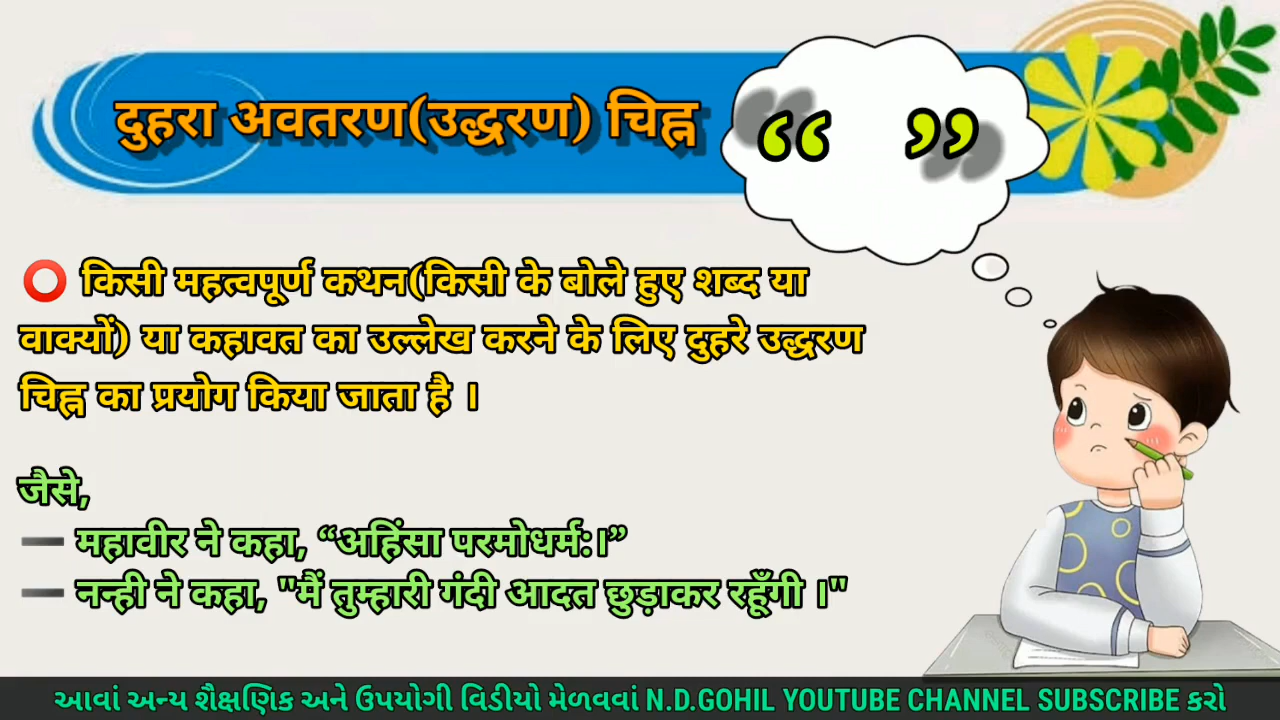 दुहरा अवतरण(उद्धरण) चिह्न
“ ”
⭕ किसी महत्वपूर्ण कथन(किसी के बोले हुए शब्द या
वाक्यों) या कहावत का उल्लेख करने के लिए दुहरे उद्धरण
चिह्न का प्रयोग किया जाता है ।
जैसे,
➖ महावीर ने कहा, “अहिंसा परमोधर्म:।”
➖ नन्ही ने कहा, "मैं तुम्हारी गंदी आदत छुड़ाकर रहूँगी ।"
આવાં અન્ય શૈક્ષણિક અને ઉપયોગી વિડીયો મેળવવાં N.D.GOHIL YOUTUBE CHANNEL SUBSCRIBE કરો